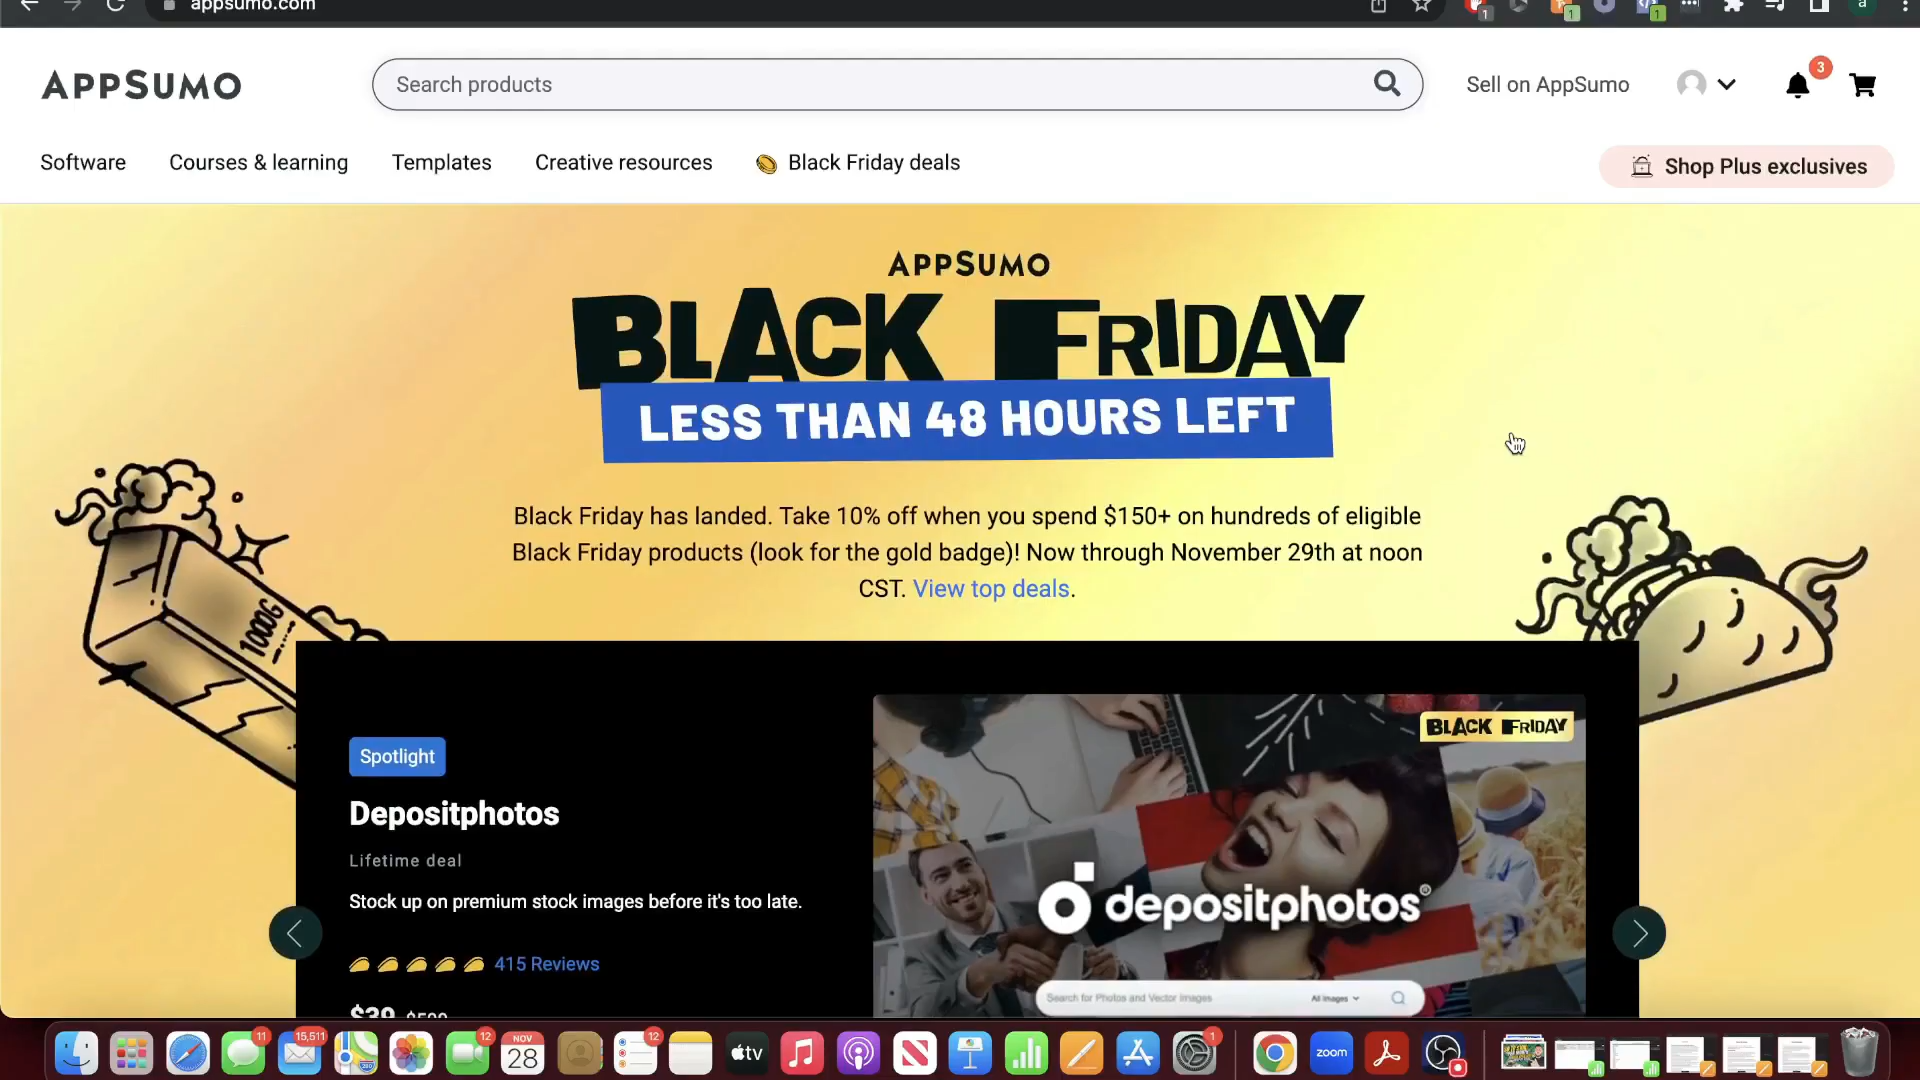 appsumo.com
1
1
1
a
APPSUMO
Search products
Sell on AppSumo
3
Software
Courses & learning
Templates
Creative resources
Black Friday deals
Shop Plus exclusives
APPSUMO
BLACK FRIDAY
LESS THAN 48 HOURS LEFT
Black Friday has landed. Take 10% off when you spend $150+ on hundreds of eligible
Black Friday products (look for the gold badge)! Now through November 29th at noon
CST. View top deals.
1000G
BLACK FRIDAY
Spotlight
Depositphotos
Lifetime deal
Stock up on premium stock images before it's too late.
depositphotos®
415 Reviews
Search for Photos and Vector Images
All images
$39
11
15,511
12
NOV
28
12
tv
1
zoom